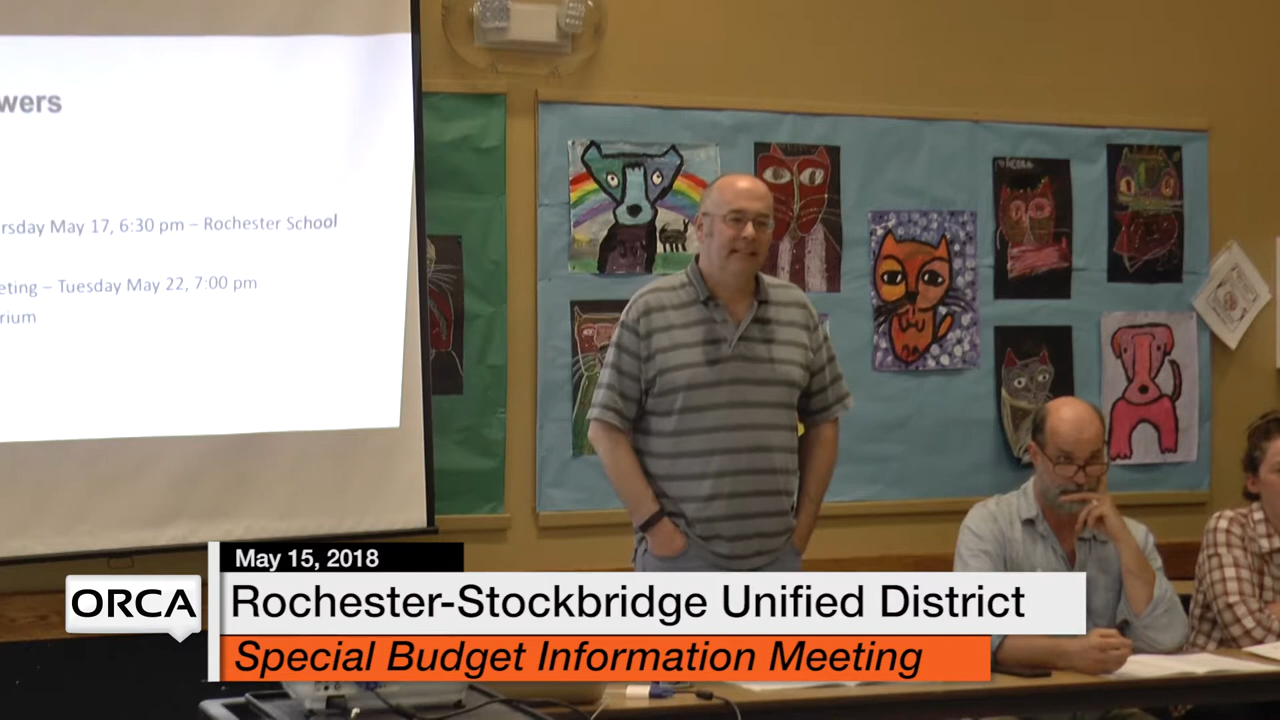 wers
rsday May 17, 6:30 pm – Rochester School
eting – Tuesday May 22, 7:00 pm
rium
May 15, 2018
ORCA
Rochester-Stockbridge Unified District
Special Budget Information Meeting